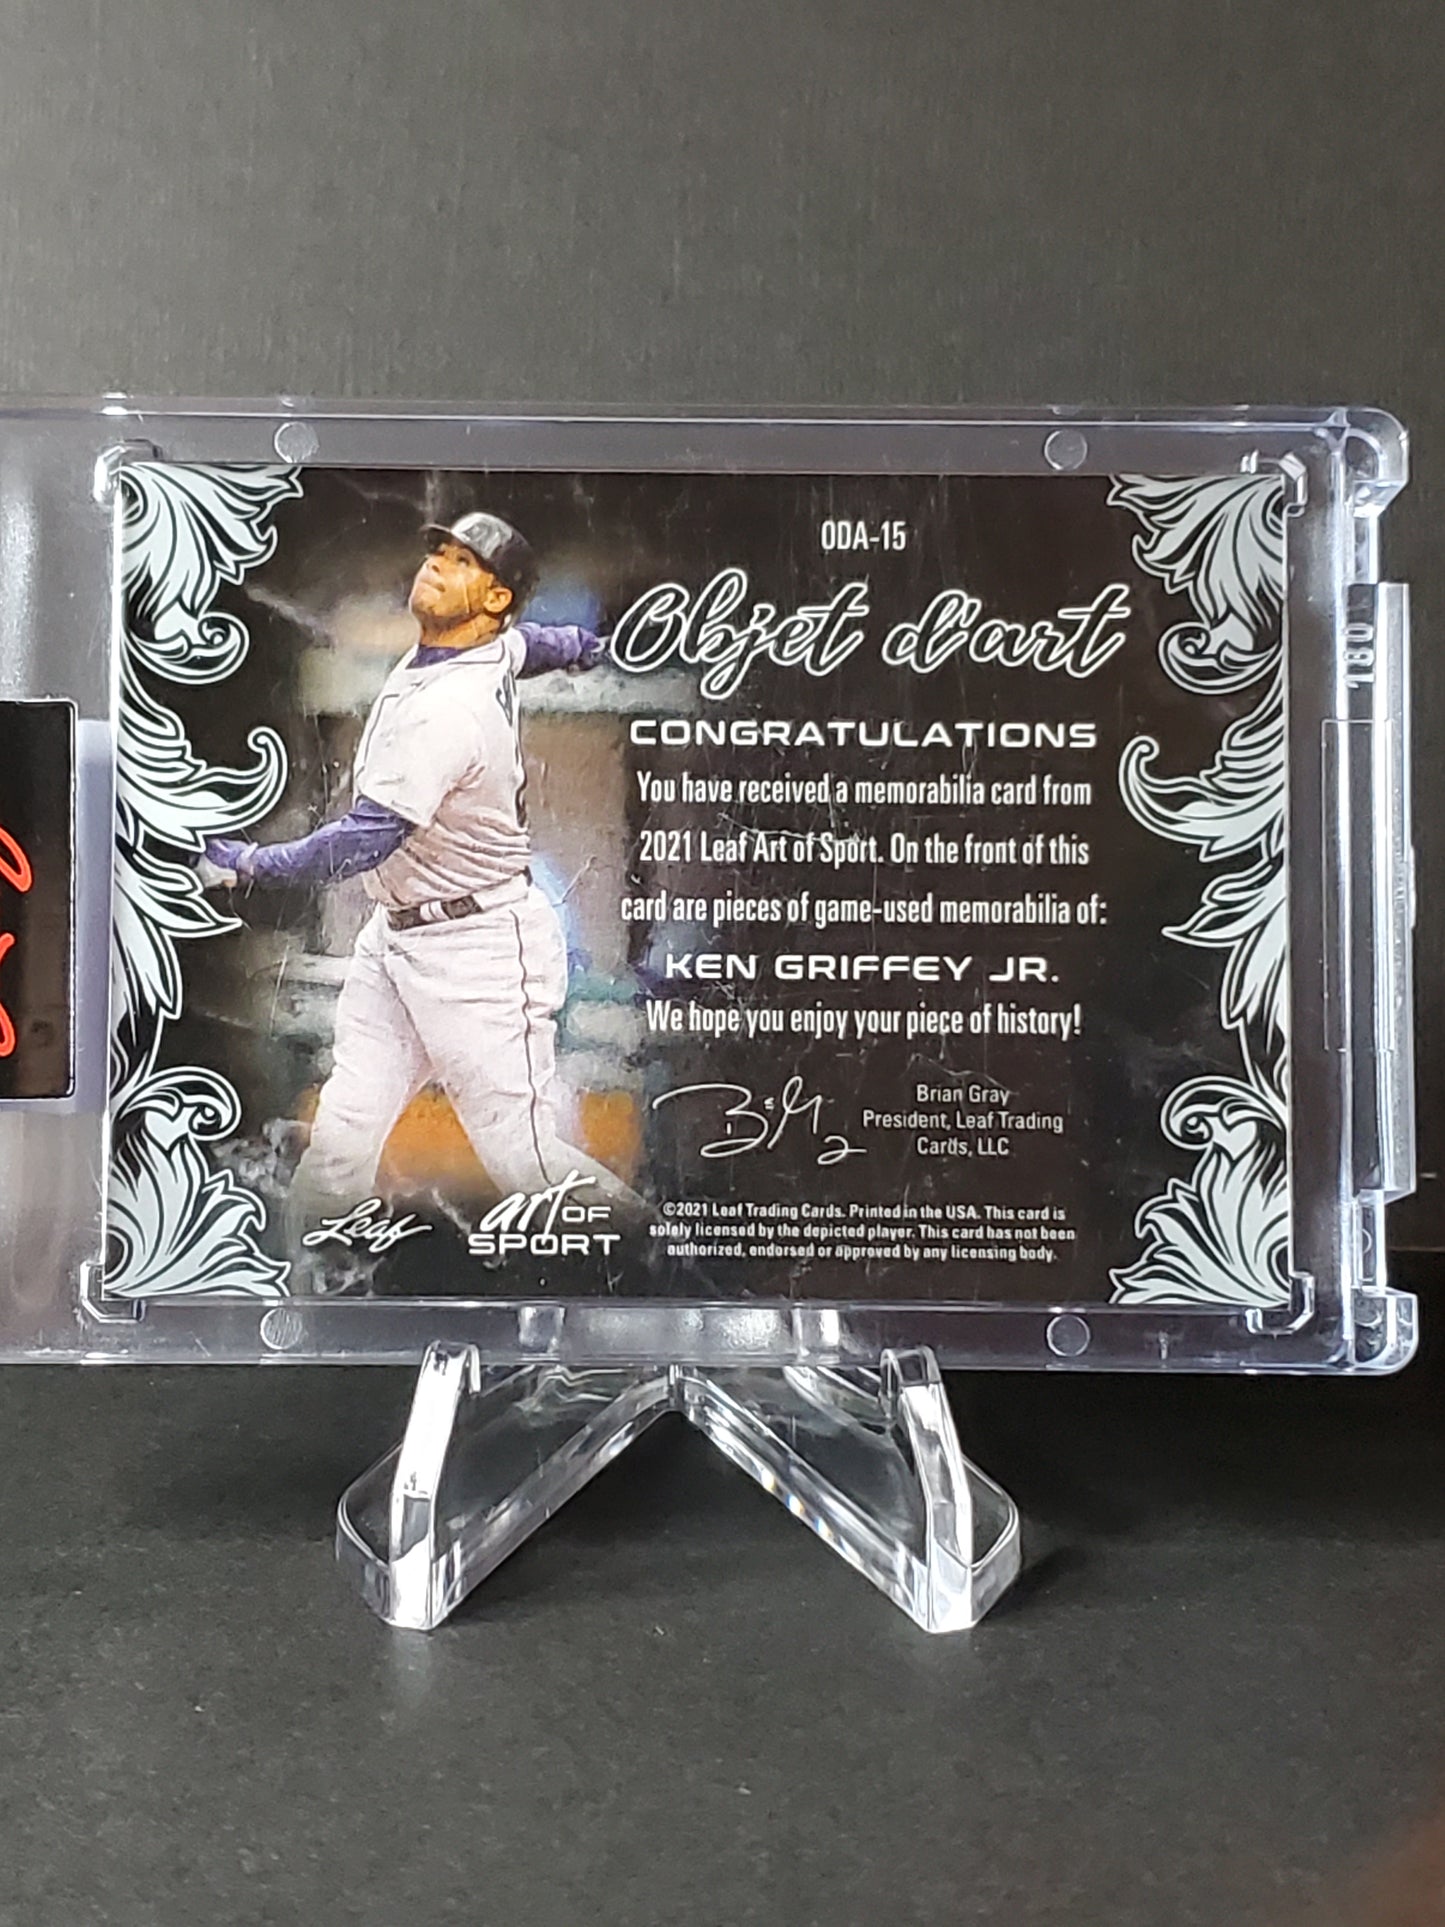 ODA-15
Objet d'art
CONGRATULATIONS
You have received a memorabilia card from
2021 Leaf Art of Sport. On the front of this
card are pieces of game-used memorabilia of:
KEN GRIFFEY JR.
We hope you enjoy your piece of history!
Brian Gray
President, Leaf Trading
Cards, LLC
Leaf
art OF
SPORT
©2021 Leaf Trading Cards. Printed in the USA. This card is
solely licensed by the depicted player. This card has not been
authorized, endorsed or approved by any licensing body.
180